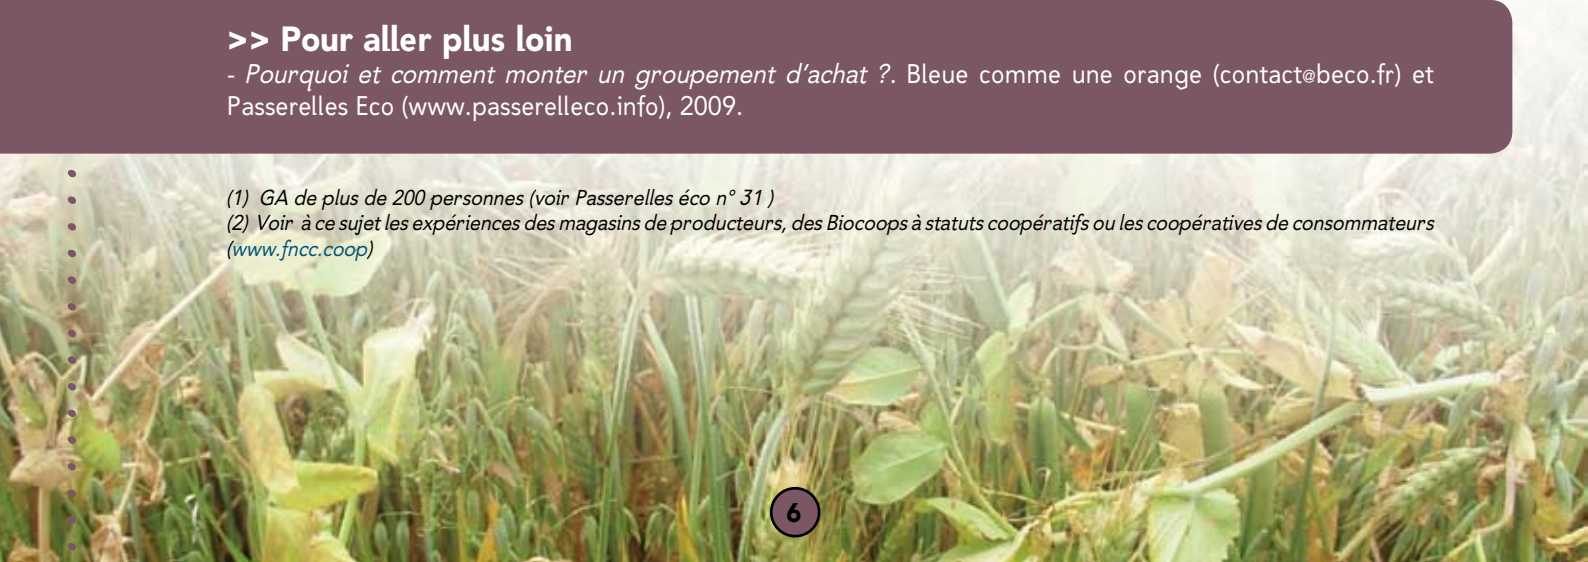 >> Pour aller plus loin
- Pourquoi et comment monter un groupement d'achat ?. Bleue comme une orange (contact@beco.fr) et
Passerelles Eco (www.passerelleco.info), 2009.
(1) GA de plus de 200 personnes (voir Passerelles éco n° 31 )
(2) Voir à ce sujet les expériences des magasins de producteurs, des Biocoops à statuts coopératifs ou les coopératives de consommateurs
(www.fncc.coop)
6